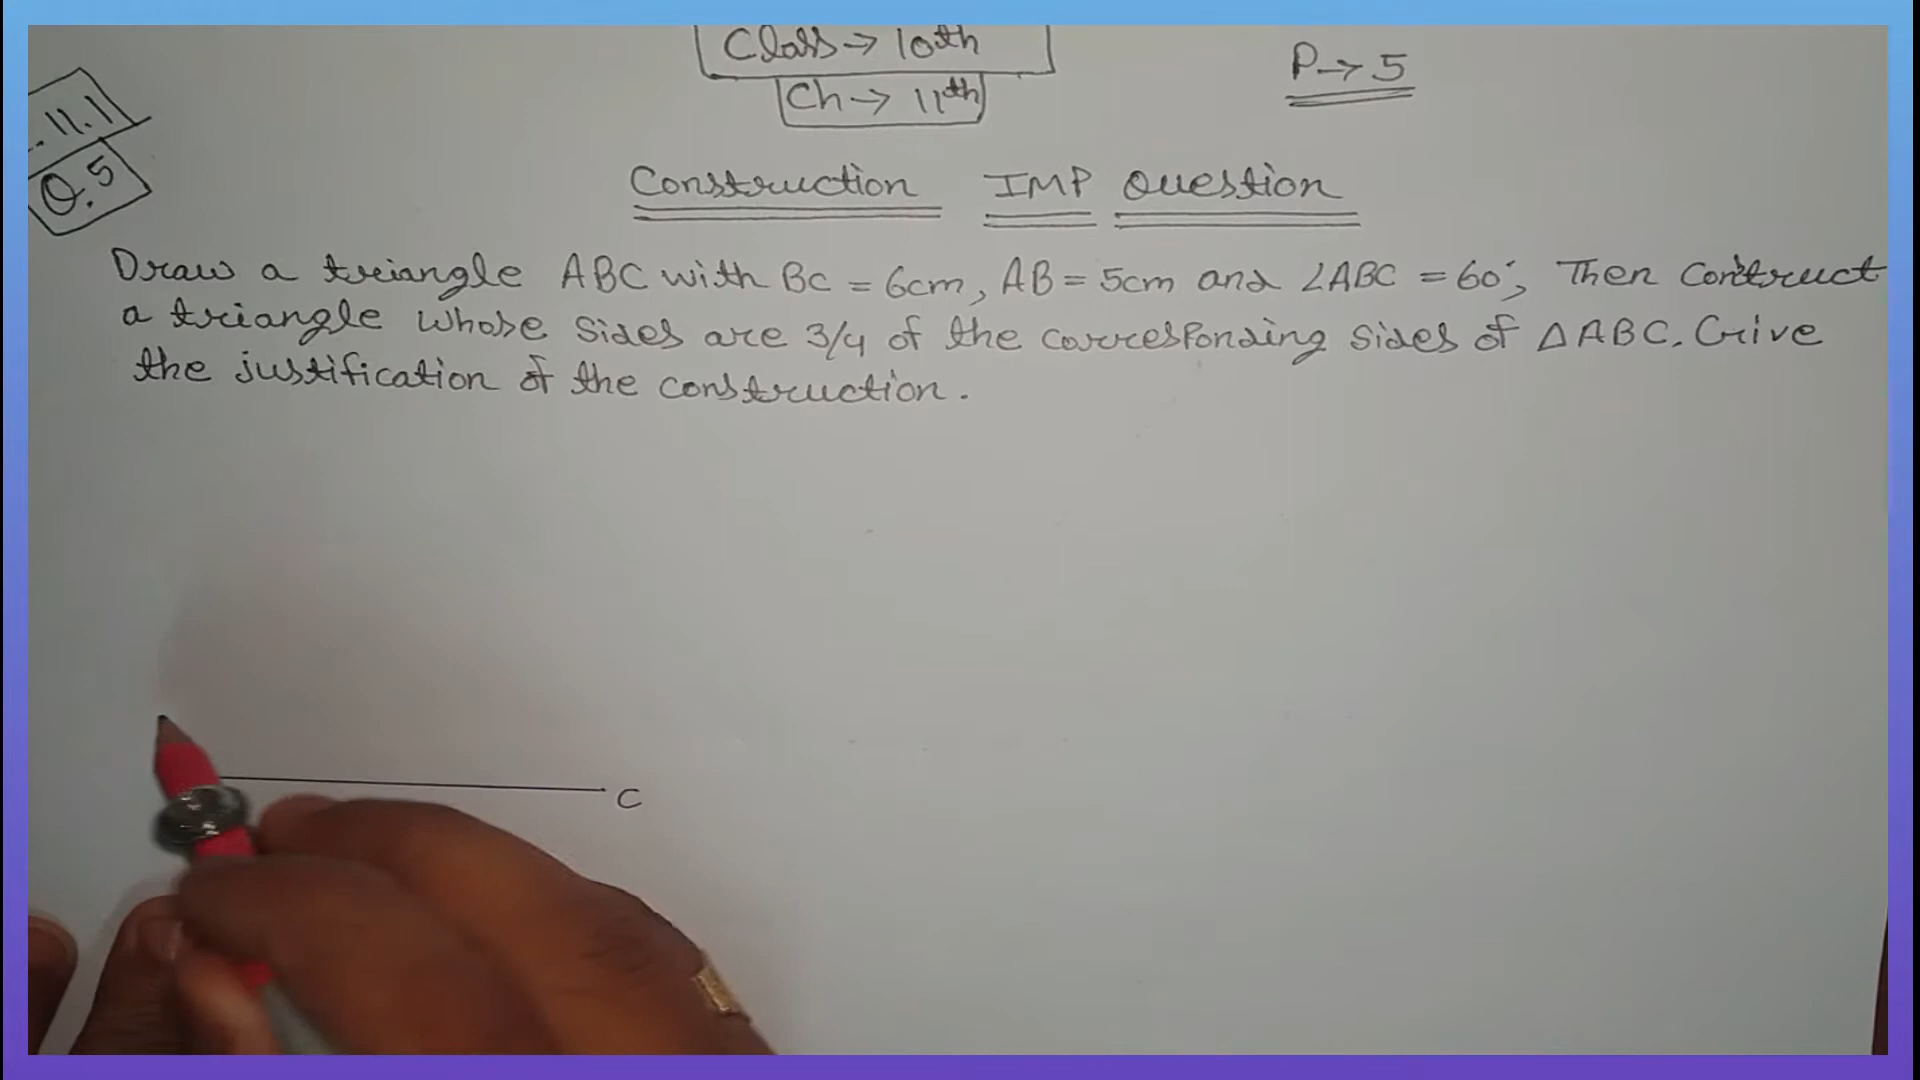 Class → 10th
Ch → 11th
P → 5
. 11.1
Q.5
Construction IMP Question
Draw a triangle ABC with BC = 6cm, AB = 5cm and ∠ABC = 60°, Then Construct
a triangle whose sides are 3/4 of the corresponding sides of △ABC. Give
the justification of the construction.
C